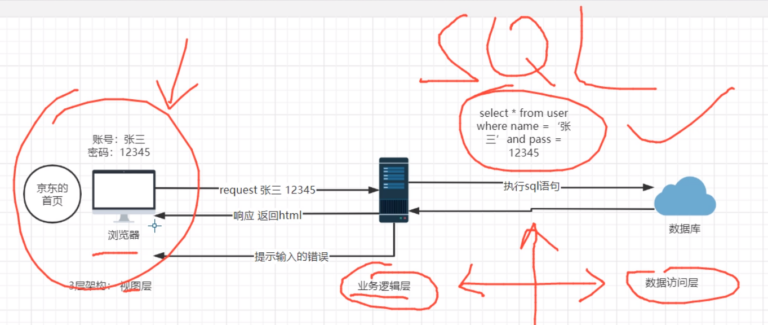 SQL
select * from user
where name = ‘张
三’ and pass =
12345
账号：张三
密码：12345
京东的
首页
request 张三 12345
执行sql语句
响应 返回html
浏览器
数据库
提示输入的错误
3层架构： 视图层
业务逻辑层
数据访问层